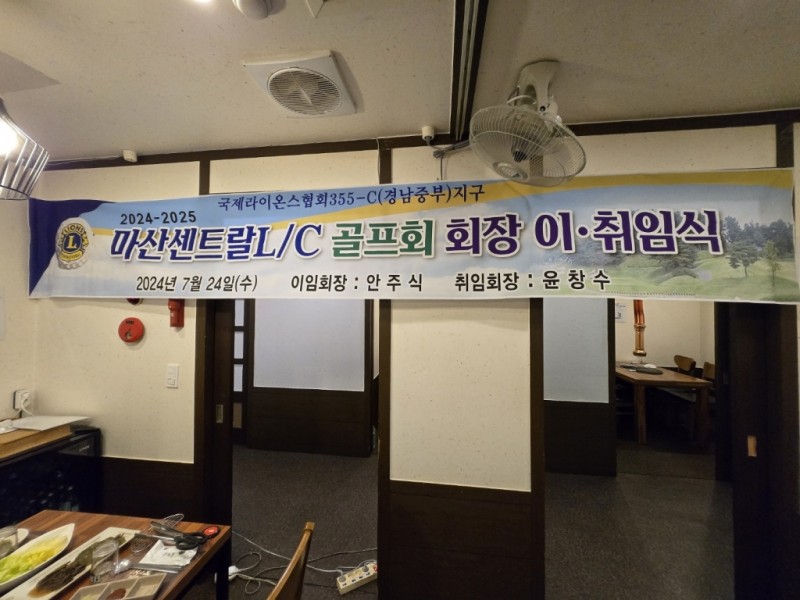 국제라이온스협회355-C(경남중부)지구
2024-2025
마산센트랄L/C 골프회 회장 이·취임식
2024년 7월 24일(수) 이임회장 : 안주식 취임회장 : 윤창수
L